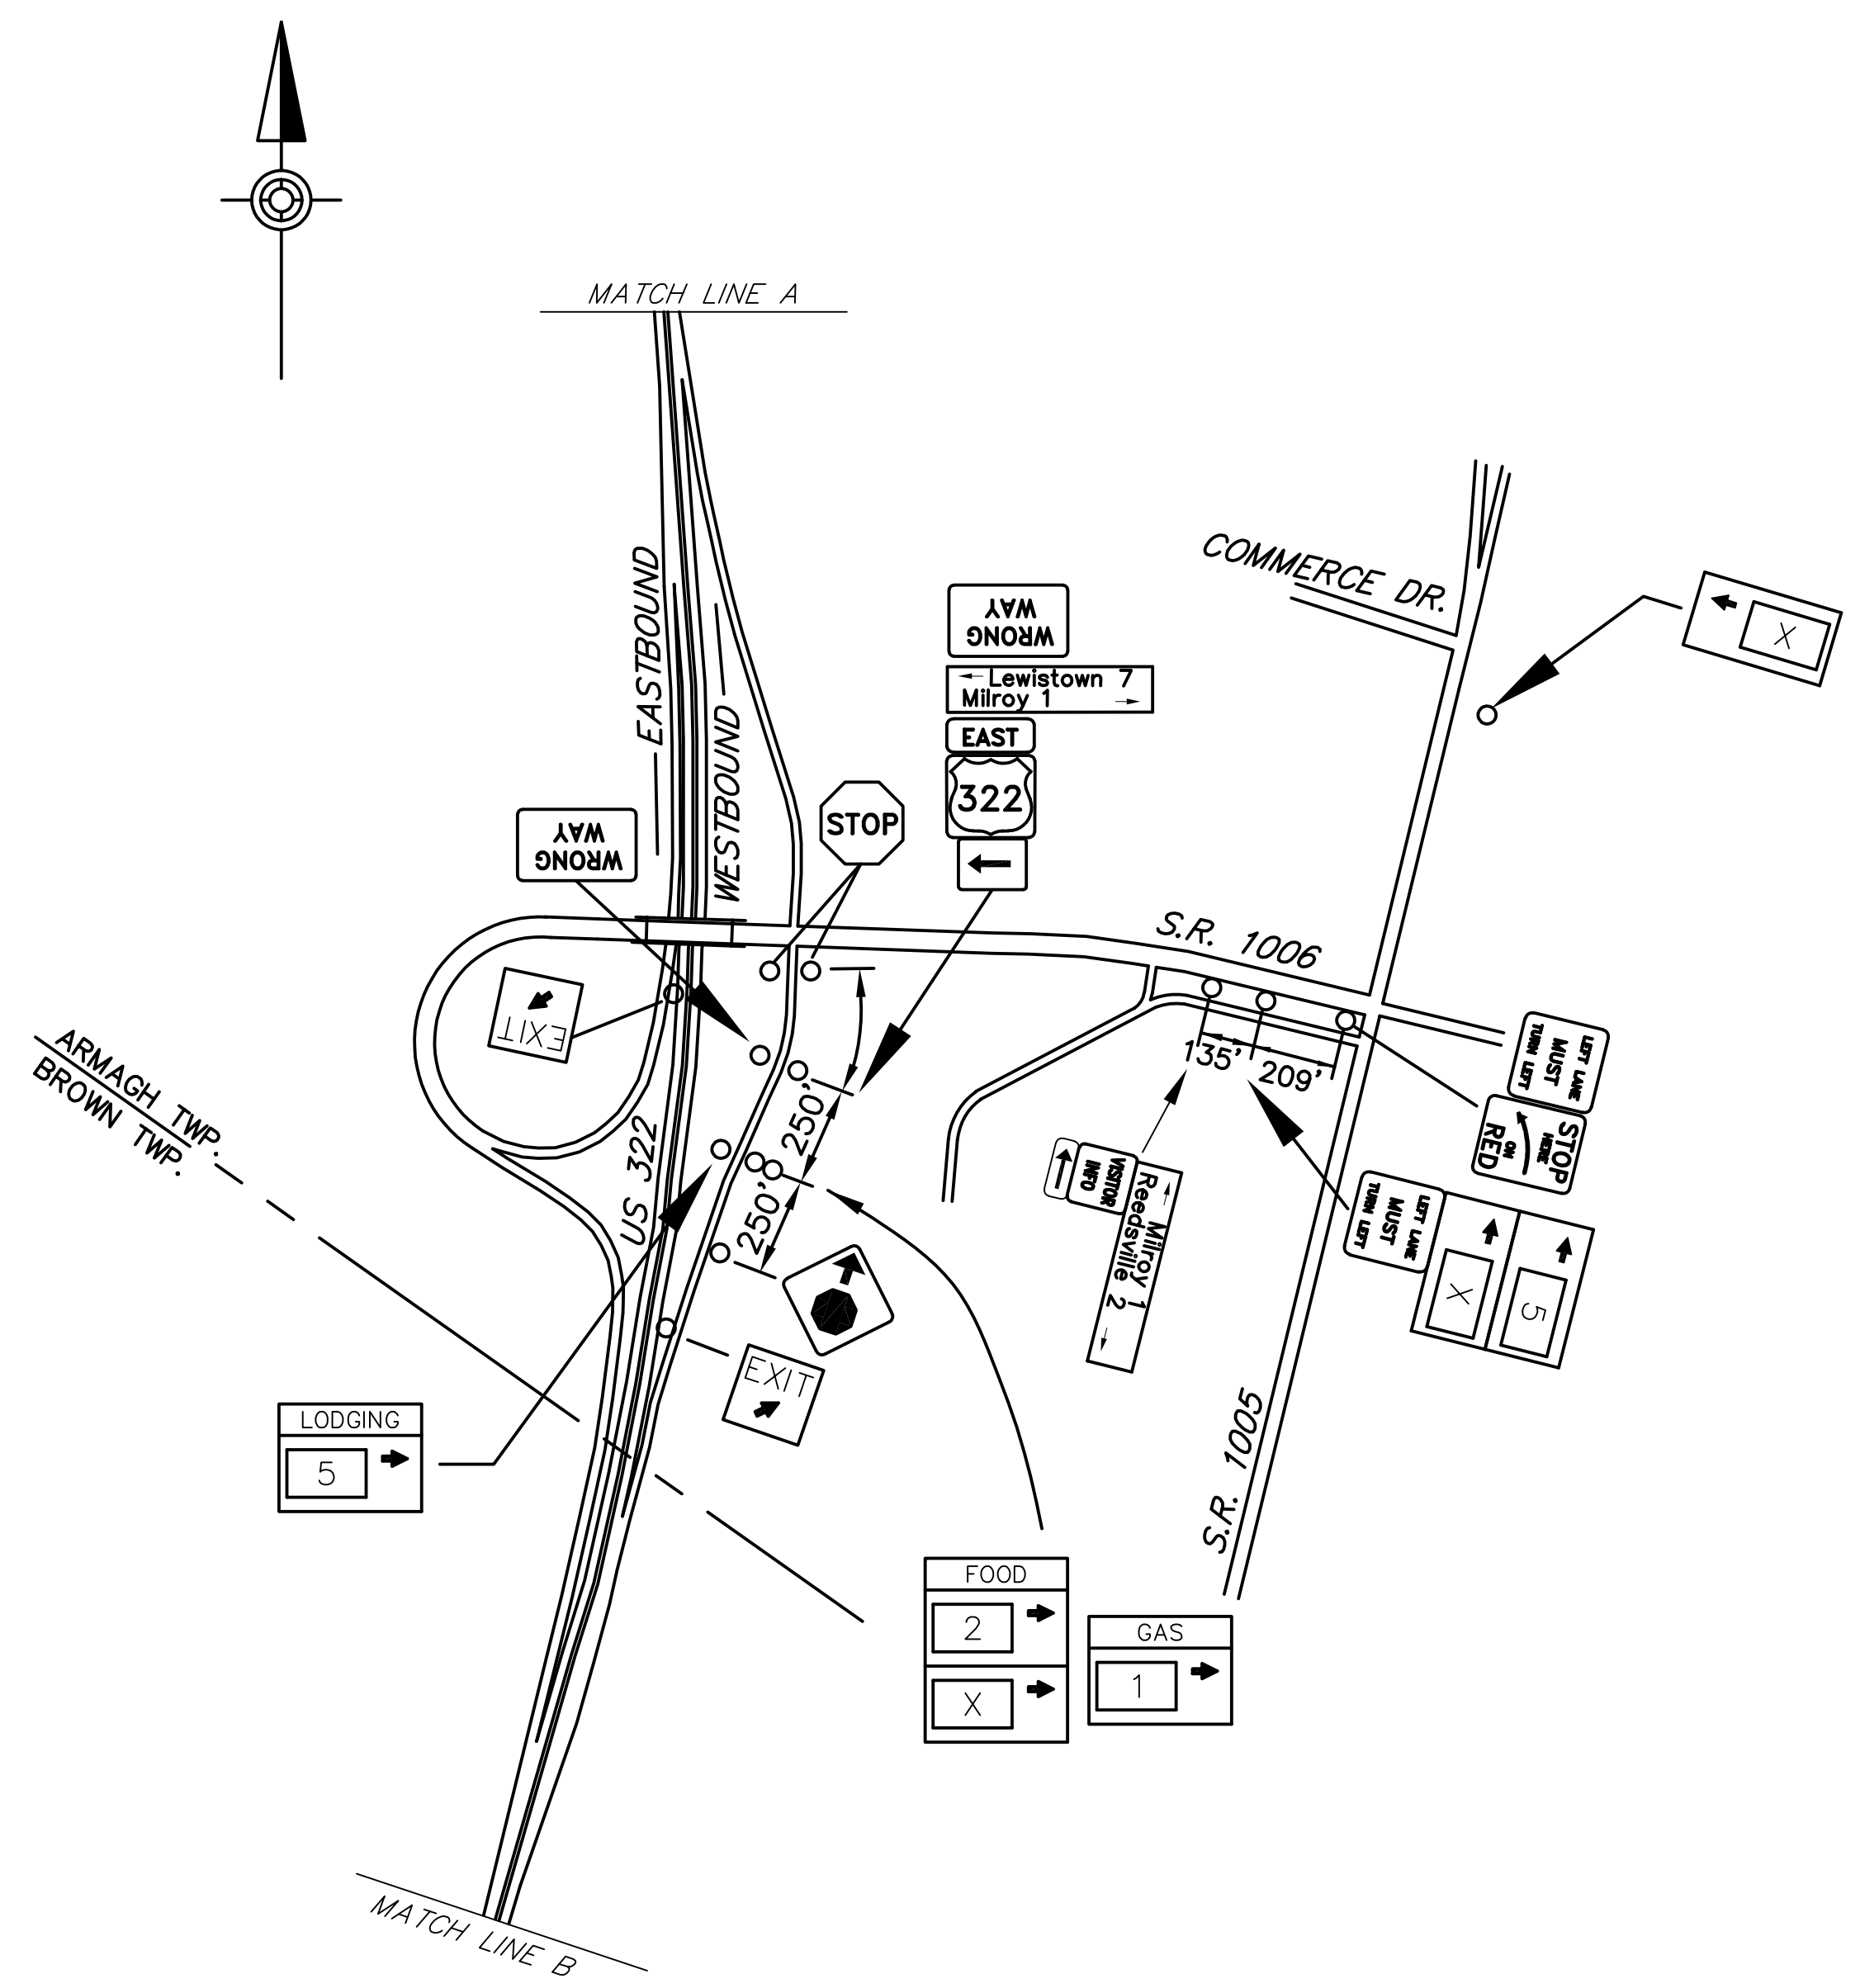 MATCH LINE A
COMMERCE DR.
X
EASTBOUND
WESTBOUND
WRONG
WAY
Lewistown 7
Milroy 1
EAST
322
STOP
WRONG
WAY
S.R. 1006
EXIT
ARMAGH TWP.
BROWN TWP.
US 322
250'
250'
135'
209'
LEFT LANE
MUST
TURN LEFT
STOP
HERE
ON
RED
VISITOR
INFO
Milroy 1
Reedsville 2
LEFT LANE
MUST
TURN LEFT
X
5
EXIT
LODGING
5
S.R. 1005
FOOD
2
X
GAS
1
MATCH LINE B